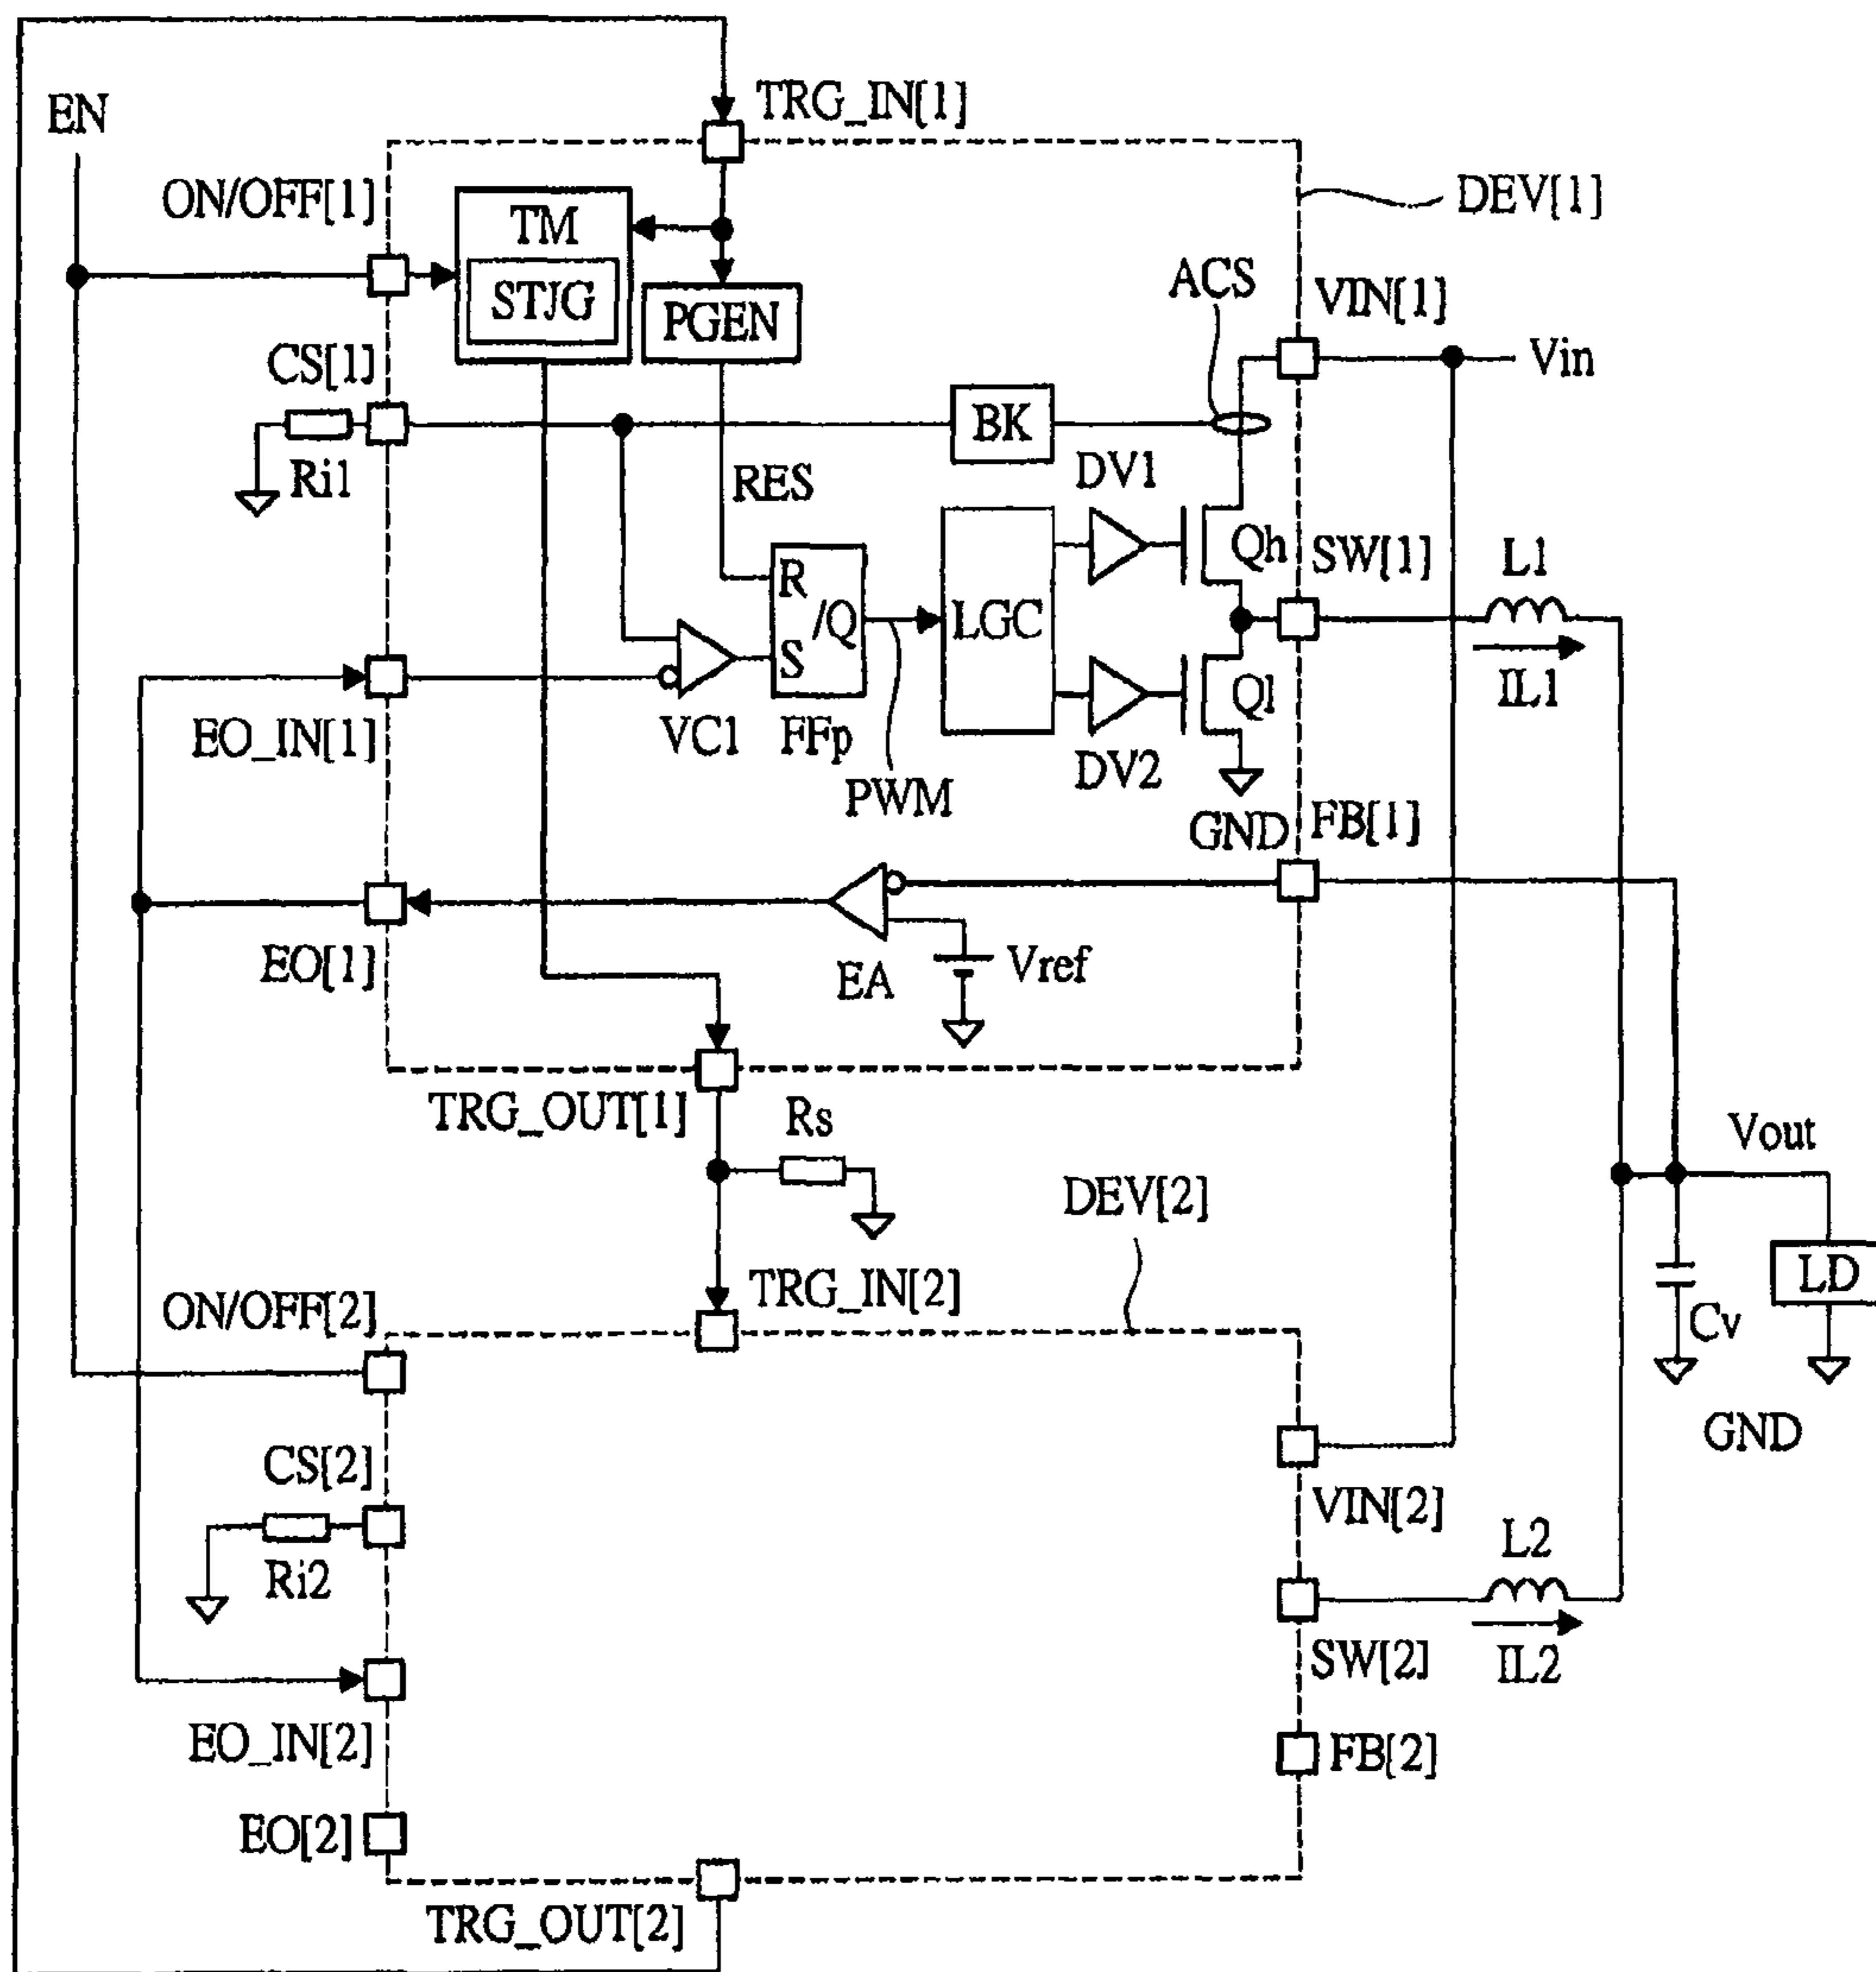 TRG_IN[1]
EN
ON/OFF[1]
TM
DEV[1]
STJG
PGEN
ACS
VIN[1]
CS[1]
Vin
BK
Ri1
RES
DV1
Qh
SW[1]
L1
R
/Q
S
LGC
IL1
Ql
EO_IN[1]
VC1
FFp
PWM
DV2
GND
FB[1]
EO[1]
EA
Vref
TRG_OUT[1]
Rs
Vout
DEV[2]
TRG_IN[2]
ON/OFF[2]
LD
Cv
GND
CS[2]
VIN[2]
Ri2
L2
SW[2]
IL2
EO_IN[2]
FB[2]
EO[2]
TRG_OUT[2]